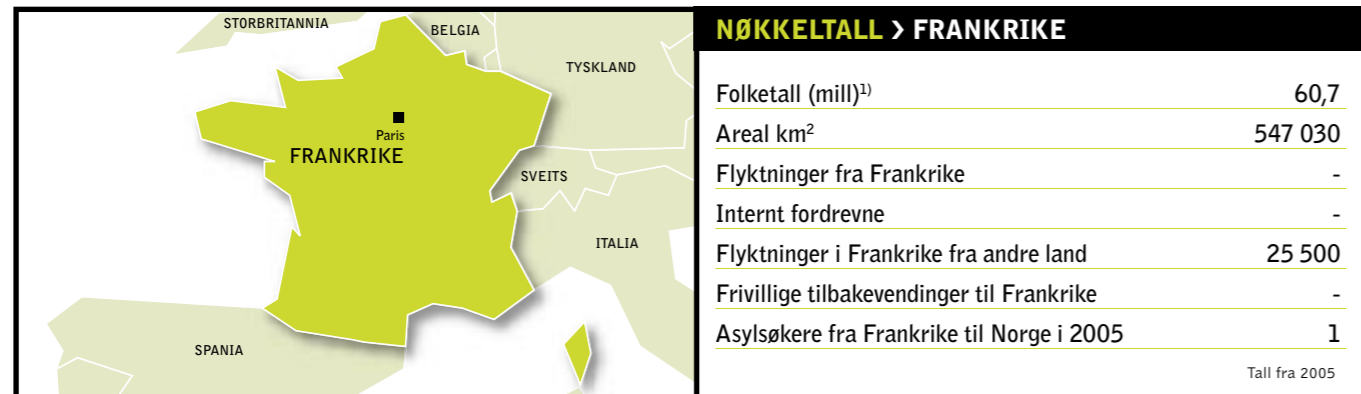 STORBRITANNIA
BELGIA
TYSKLAND
Paris
FRANKRIKE
SVEITS
ITALIA
SPANIA
NØKKELTALL > FRANKRIKE
Folketall (mill)1) 60,7
Areal km2 547 030
Flyktninger fra Frankrike -
Internt fordrevne -
Flyktninger i Frankrike fra andre land 25 500
Frivillige tilbakevendinger til Frankrike -
Asylsøkere fra Frankrike til Norge i 2005 1
Tall fra 2005